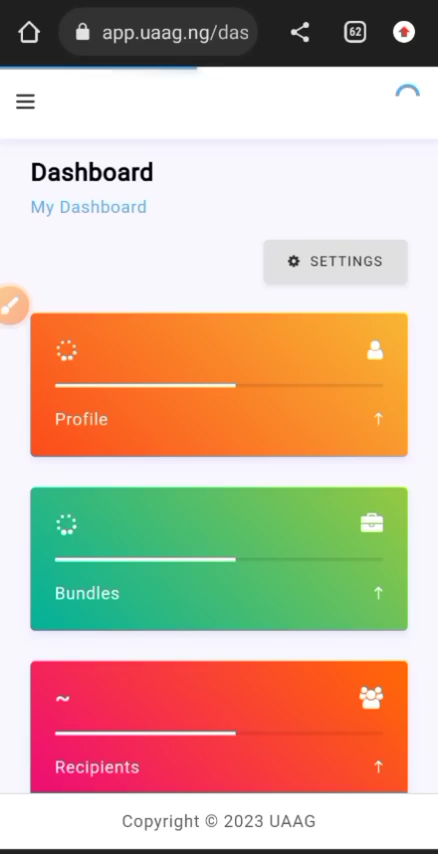 app.uaag.ng/das
62
Dashboard
My Dashboard
SETTINGS
Profile
Bundles
~
Recipients
Copyright © 2023 UAAG